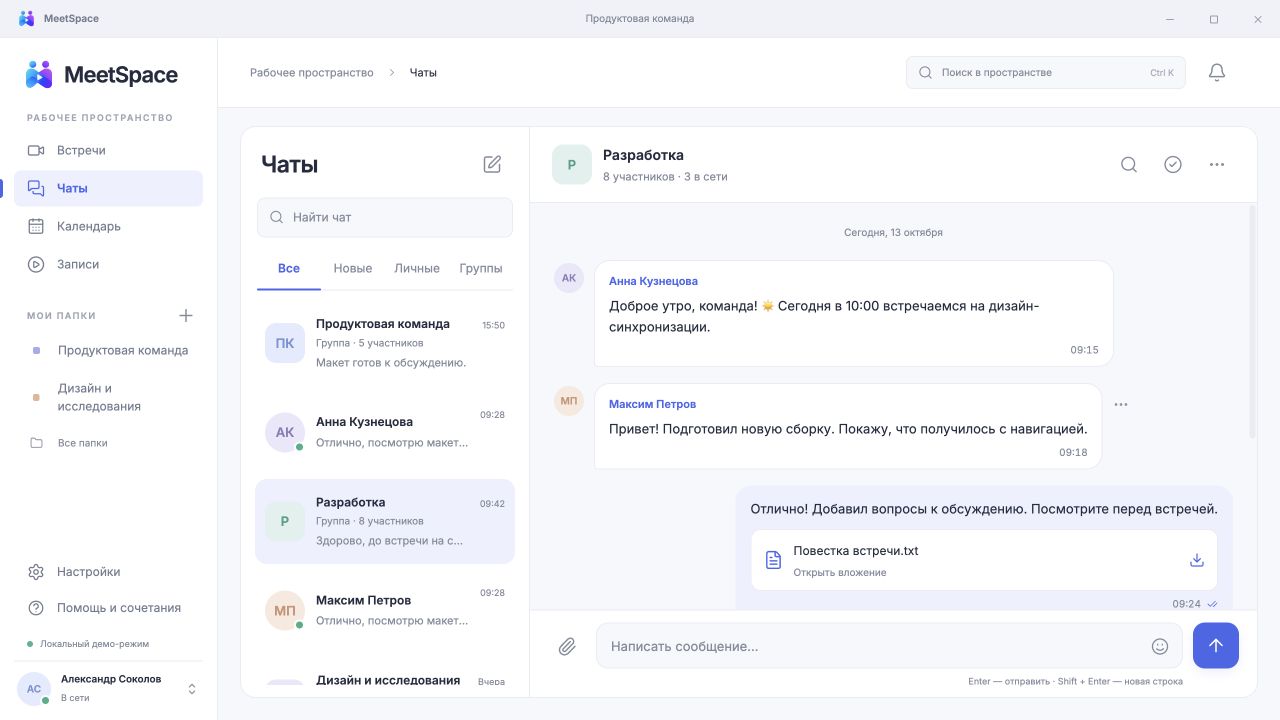 MeetSpace
Продуктовая команда
MeetSpace
РАБОЧЕЕ ПРОСТРАНСТВО
Встречи
Чаты
Календарь
Записи
МОИ ПАПКИ
Продуктовая команда
Дизайн и
исследования
Все папки
Настройки
Помощь и сочетания
Локальный демо-режим
АС
Александр Соколов
В сети
Рабочее пространство
Чаты
Поиск в пространстве
Ctrl K
Чаты
Найти чат
Все
Новые
Личные
Группы
ПК
Продуктовая команда
15:50
Группа · 5 участников
Макет готов к обсуждению.
АК
Анна Кузнецова
09:28
Отлично, посмотрю макет...
Р
Разработка
09:42
Группа · 8 участников
Здорово, до встречи на с...
МП
Максим Петров
09:28
Отлично, посмотрю макет...
Дизайн и исследования
Вчера
Р
Разработка
8 участников · 3 в сети
Сегодня, 13 октября
АК
Анна Кузнецова
Доброе утро, команда! ☀️ Сегодня в 10:00 встречаемся на дизайн-
синхронизации.
09:15
МП
Максим Петров
Привет! Подготовил новую сборку. Покажу, что получилось с навигацией.
09:18
Отлично! Добавил вопросы к обсуждению. Посмотрите перед встречей.
Повестка встречи.txt
Открыть вложение
09:24
Написать сообщение...
Enter — отправить · Shift + Enter — новая строка